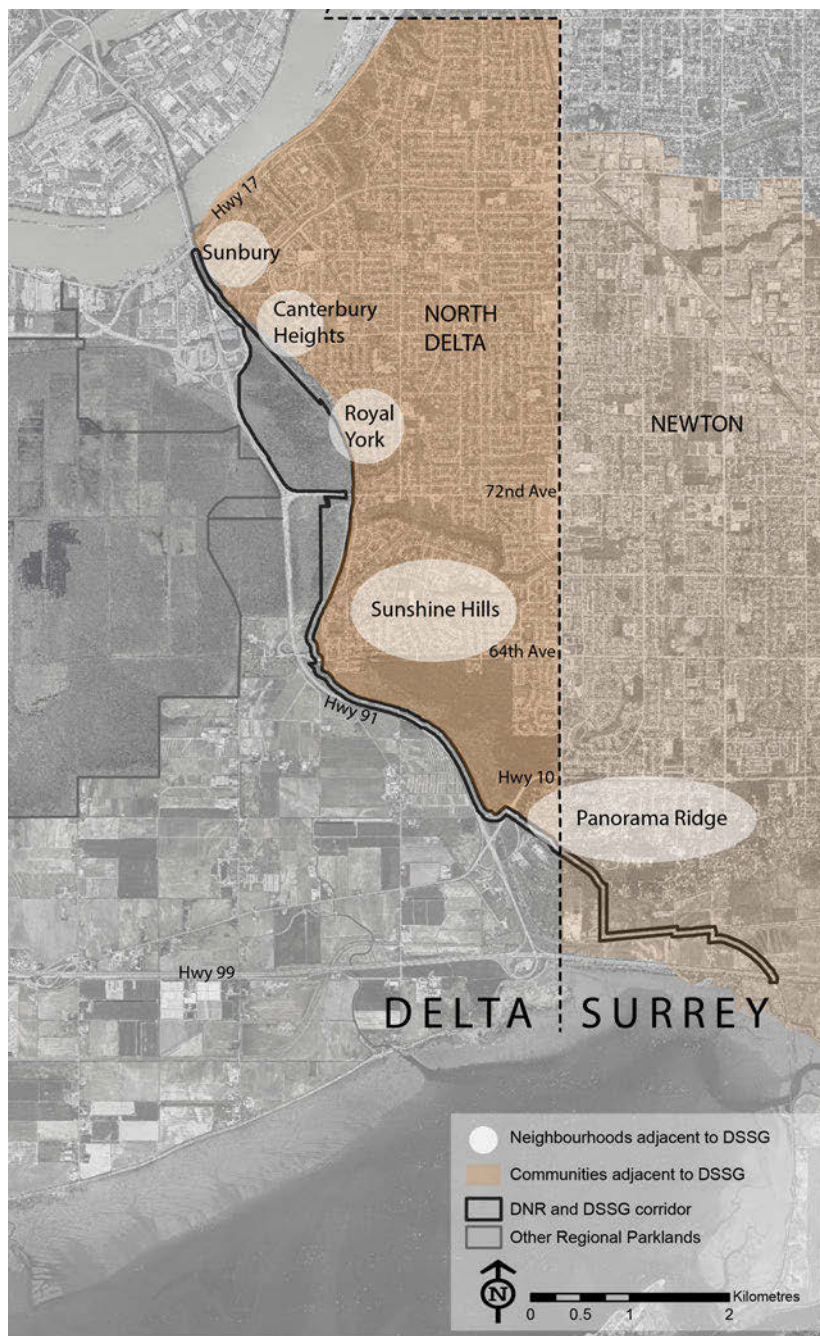 Hwy 17
Sunbury
Canterbury
Heights
NORTH
DELTA
Royal
York
NEWTON
72nd Ave
Sunshine Hills
64th Ave
Hwy 91
Hwy 10
Panorama Ridge
Hwy 99
DELTA
SURREY
Neighbourhoods adjacent to DSSG
Communities adjacent to DSSG
DNR and DSSG corridor
Other Regional Parklands
N
Kilometres
0 0.5 1 2